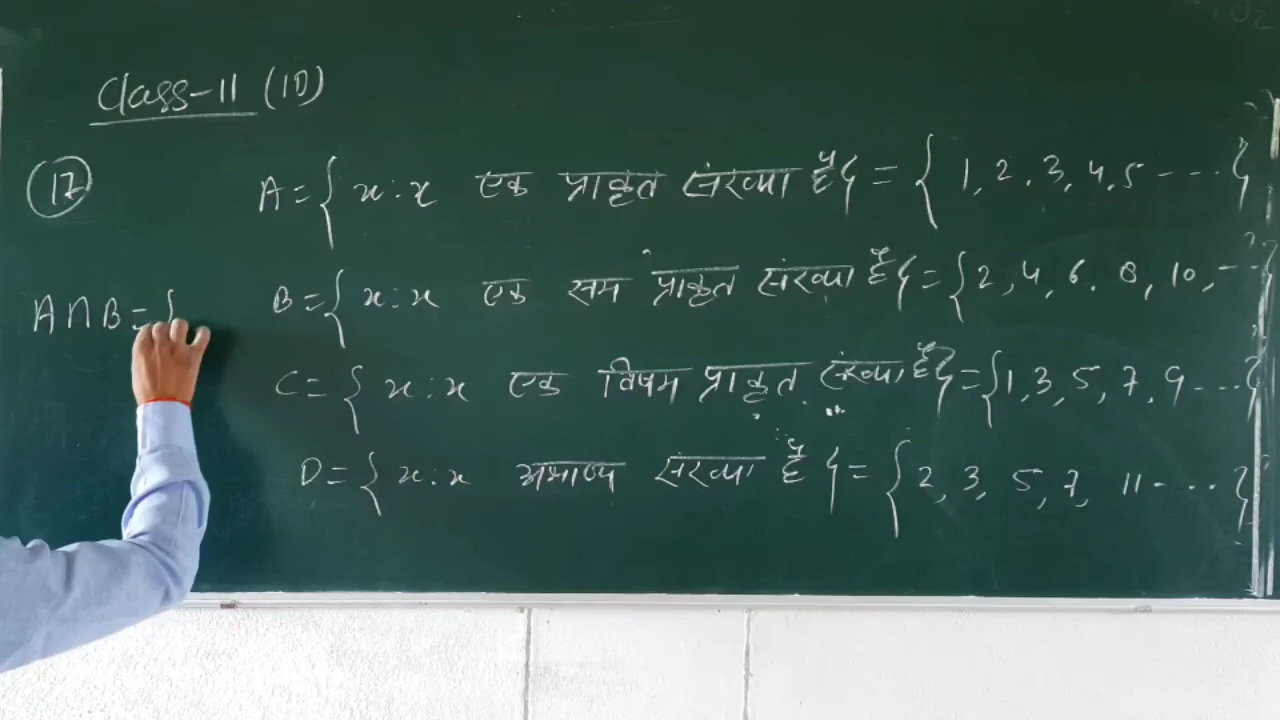 Class-11 (1D)
17
A={ x:x एक प्राकृत संख्या है} = { 1, 2, 3, 4, 5 ---...}
A∩B={
B={ x:x एक सम प्राकृत संख्या है} = {2, 4, 6, 8, 10, ---
C={ x:x एक विषम प्राकृत संख्या है} = {1, 3, 5, 7, 9 ---..}
D={ x:x अभाज्य संख्या है } = { 2, 3, 5, 7, 11 -...}